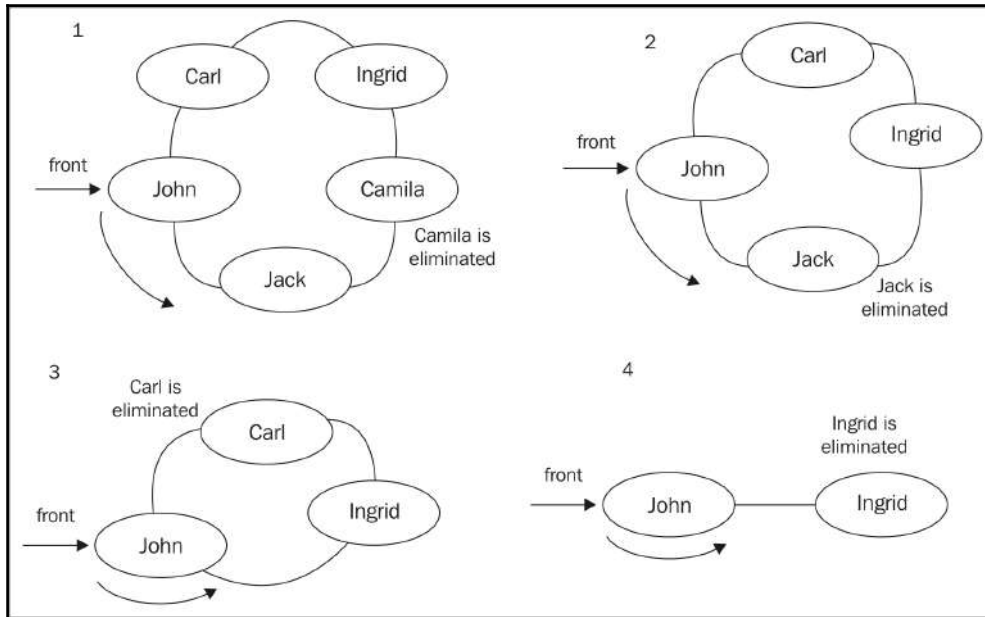 1
Carl
Ingrid
front
John
Camila
Camila is
eliminated
Jack
2
Carl
Ingrid
front
John
Jack
Jack is
eliminated
3
Carl is
eliminated
Carl
Ingrid
front
John
4
Ingrid is
eliminated
front
John
Ingrid